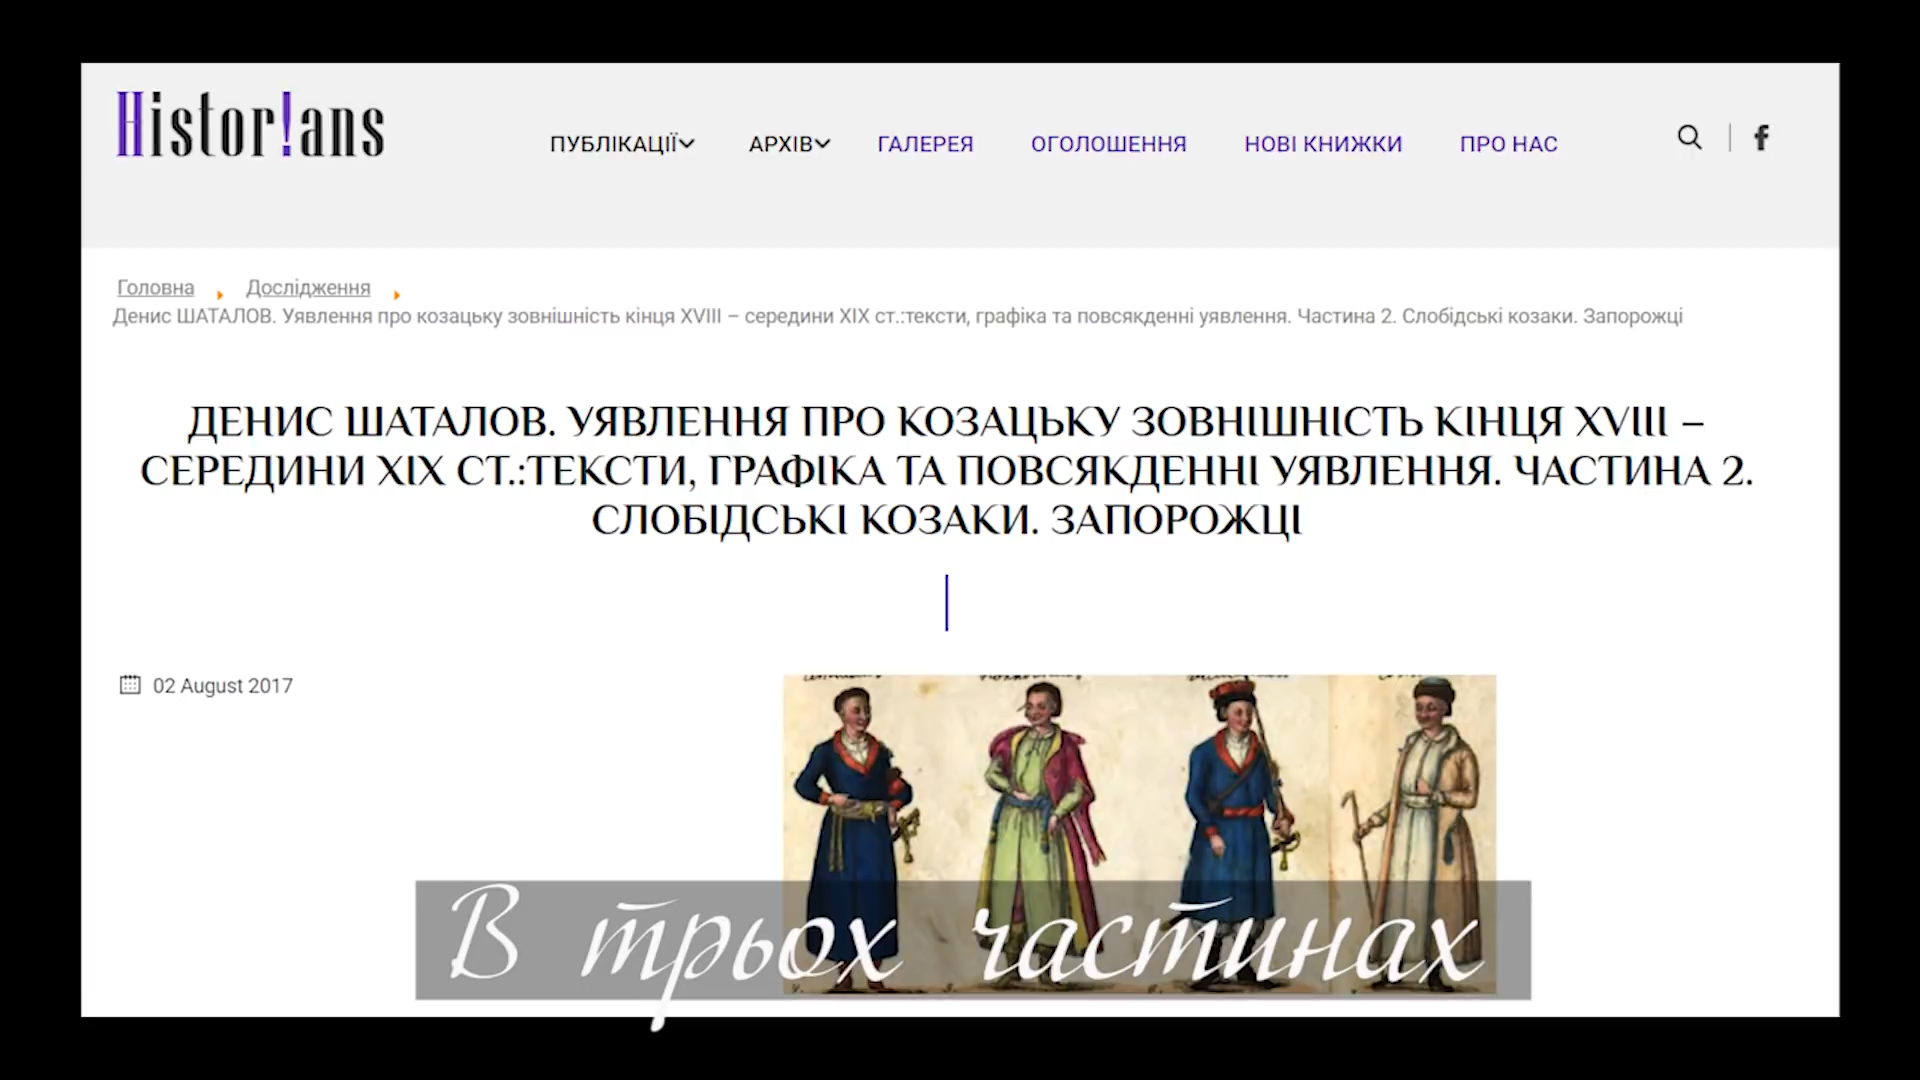 Histor!ans
ПУБЛІКАЦІЇ АРХІВ ГАЛЕРЕЯ ОГОЛОШЕННЯ НОВІ КНИЖКИ ПРО НАС
Головна Дослідження
Денис ШАТАЛОВ. Уявлення про козацьку зовнішність кінця XVIII – середини XIX ст.:тексти, графіка та повсякденні уявлення. Частина 2. Слобідські козаки. Запорожці
ДЕНИС ШАТАЛОВ. УЯВЛЕННЯ ПРО КОЗАЦЬКУ ЗОВНІШНІСТЬ КІНЦЯ XVIII –
СЕРЕДИНИ XIX СТ.:ТЕКСТИ, ГРАФІКА ТА ПОВСЯКДЕННІ УЯВЛЕННЯ. ЧАСТИНА 2.
СЛОБІДСЬКІ КОЗАКИ. ЗАПОРОЖЦІ
02 August 2017
В трьох частинах